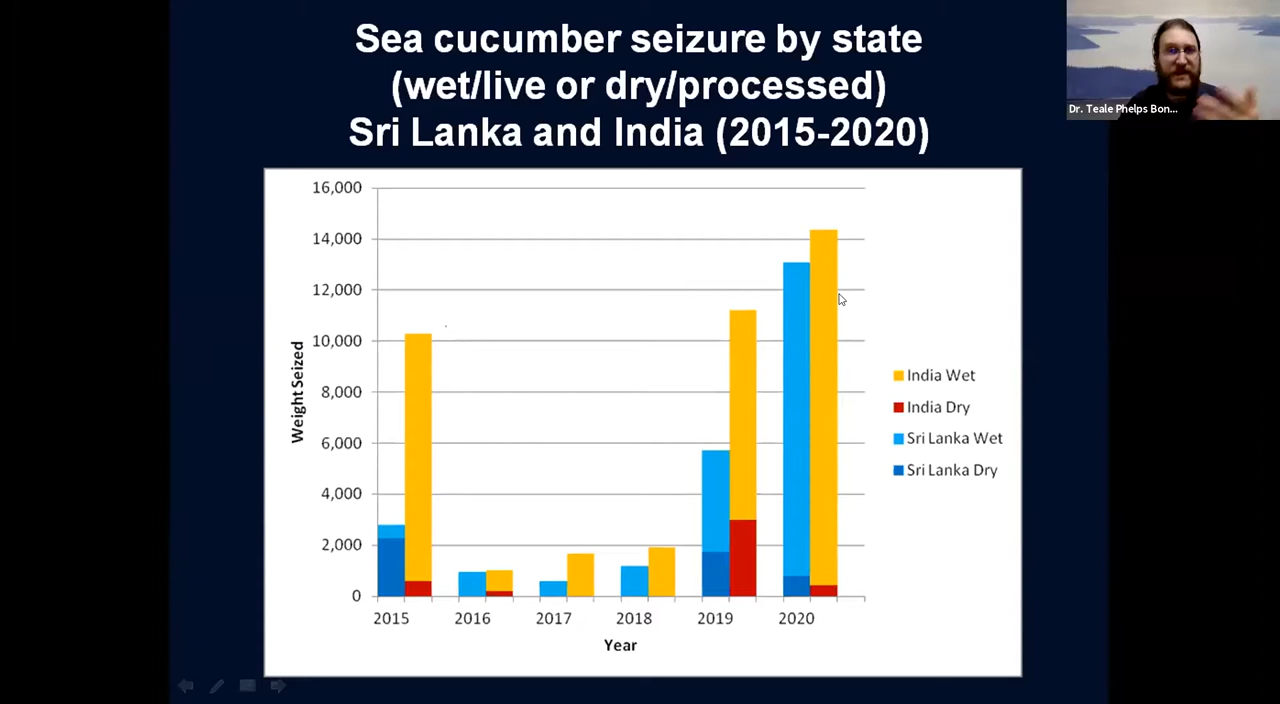 Sea cucumber seizure by state
(wet/live or dry/processed)
Sri Lanka and India (2015-2020)
Dr. Teale Phelps Bon...
16,000
14,000
12,000
10,000
8,000
6,000
4,000
2,000
0
Weight Seized
2015 2016 2017 2018 2019 2020
Year
India Wet
India Dry
Sri Lanka Wet
Sri Lanka Dry